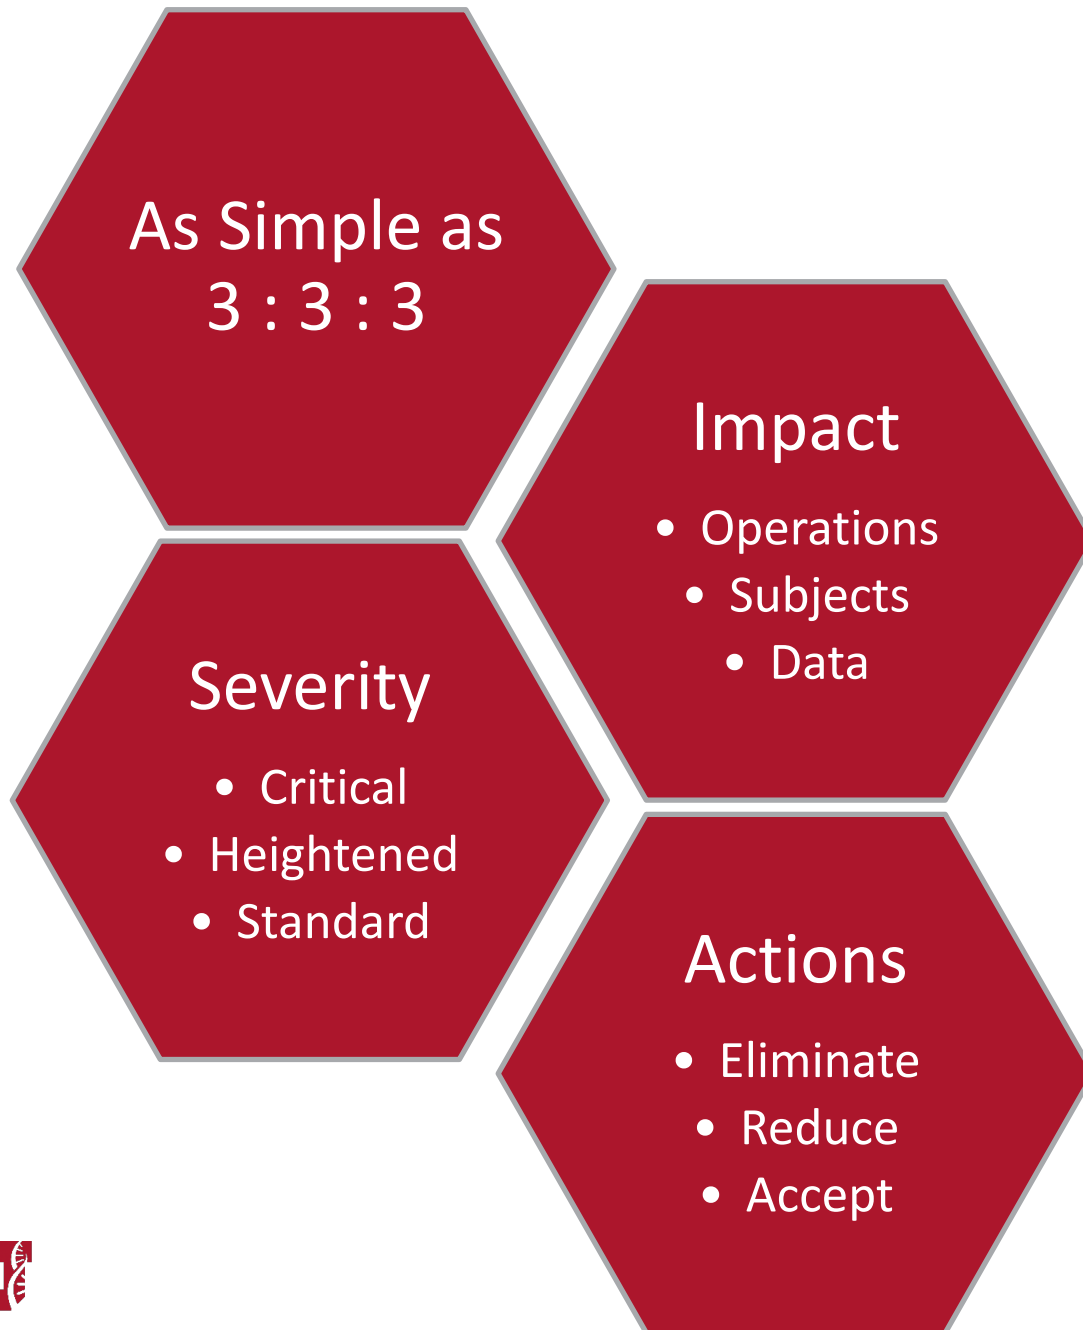 As Simple as
3 : 3 : 3
Impact
• Operations
• Subjects
• Data
Severity
• Critical
• Heightened
• Standard
Actions
• Eliminate
• Reduce
• Accept